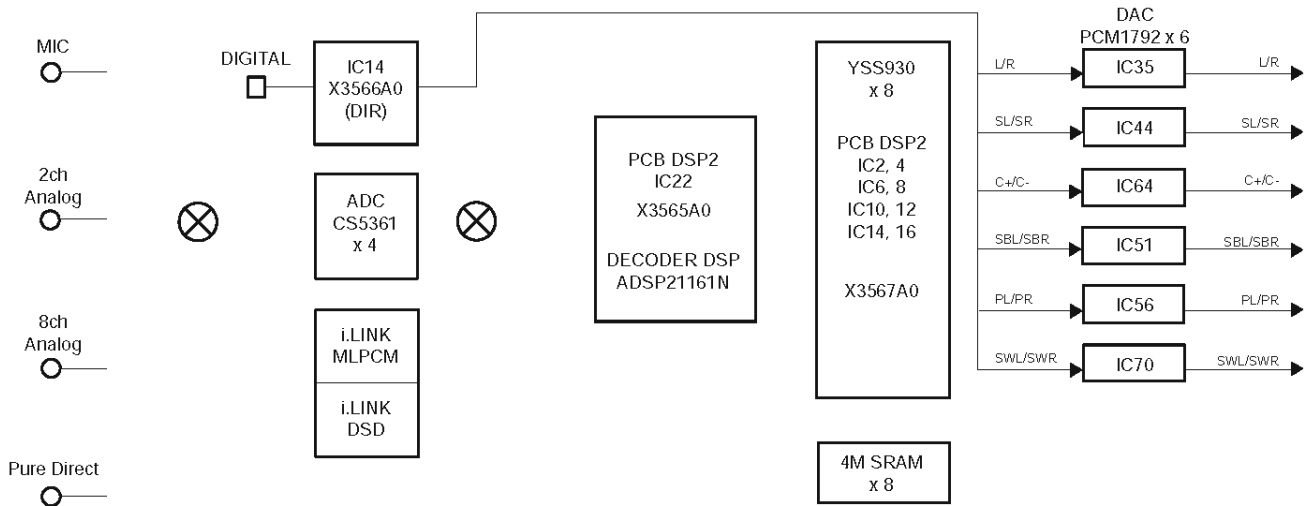 MIC
2ch
Analog
8ch
Analog
Pure Direct
DIGITAL
IC14
X3566A0
(DIR)
ADC
CS5361
x 4
i.LINK
MLPCM
i.LINK
DSD
PCB DSP2
IC22
X3565A0
DECODER DSP
ADSP21161N
YSS930
x 8
PCB DSP2
IC2, 4
IC6, 8
IC10, 12
IC14, 16
X3567A0
4M SRAM
x 8
DAC
PCM1792 x 6
L/R
IC35
L/R
SL/SR
IC44
SL/SR
C+/C-
IC64
C+/C-
SBL/SBR
IC51
SBL/SBR
PL/PR
IC56
PL/PR
SWL/SWR
IC70
SWL/SWR